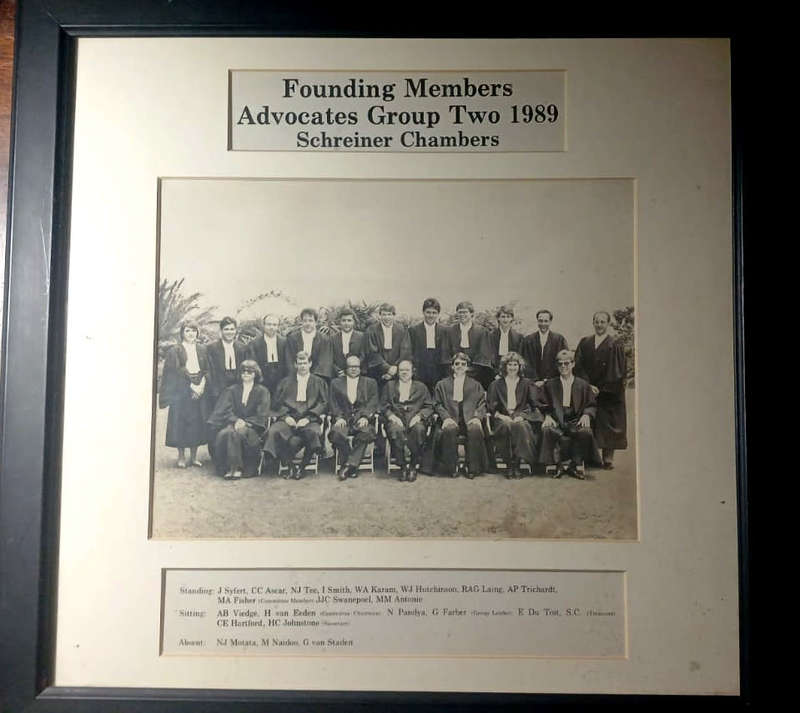 Founding Members
Advocates Group Two 1989
Schreiner Chambers
Standing: J Syfert, CC Ascar, NJ Tee, I Smith, WA Karam, WJ Hutchinson, RAG Laing, AP Trichardt,
MA Fisher (Committee Member) JJC Swanepoel, MM Antonie
Sitting: AB Viedge, H van Eeden (Committee Chairman) N Pandya, G Farber (Group Leader) E Du Toit, S.C. (Treasurer)
CE Hartford, HC Johnstone (Secretary)
Absent: NJ Motata, M Naidoo, G van Staden